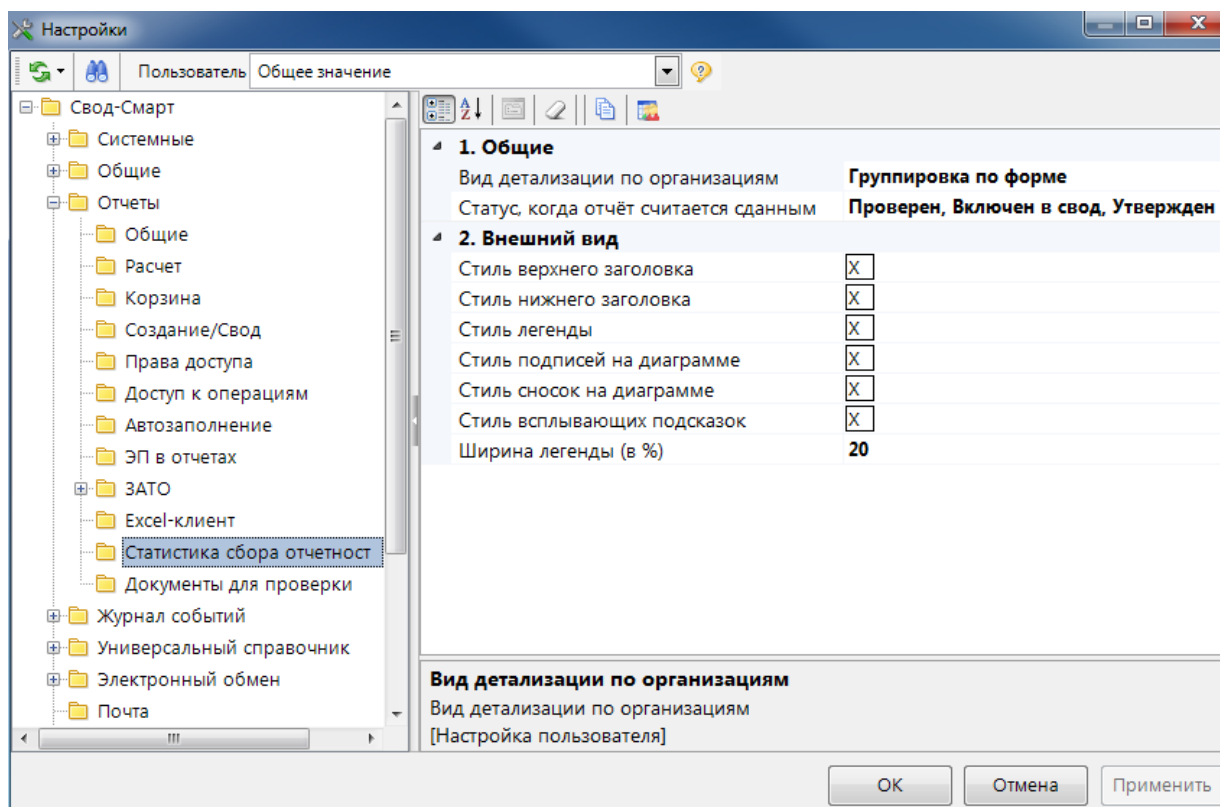 Настройки
Пользователь Общее значение
Свод-Смарт
Системные
Общие
Отчеты
Общие
Расчет
Корзина
Создание/Свод
Права доступа
Доступ к операциям
Автозаполнение
ЭП в отчетах
ЗАТО
Excel-клиент
Статистика сбора отчетност
Документы для проверки
Журнал событий
Универсальный справочник
Электронный обмен
Почта
1. Общие
Вид детализации по организациям Группировка по форме
Статус, когда отчёт считается сданным Проверен, Включен в свод, Утвержден
2. Внешний вид
Стиль верхнего заголовка X
Стиль нижнего заголовка X
Стиль легенды X
Стиль подписей на диаграмме X
Стиль сносок на диаграмме X
Стиль всплывающих подсказок X
Ширина легенды (в %) 20
Вид детализации по организациям
Вид детализации по организациям
[Настройка пользователя]
ОК Отмена Применить